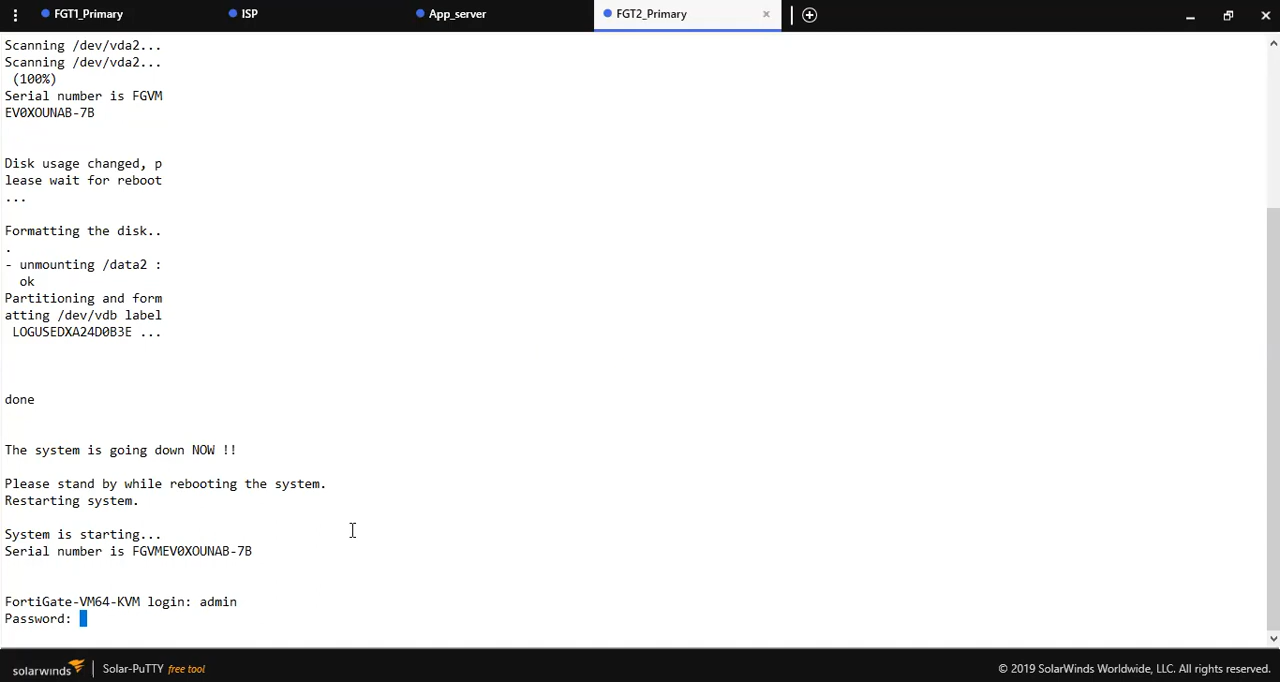 FGT1_Primary
ISP
App_server
FGT2_Primary
Scanning /dev/vda2...
Scanning /dev/vda2...
(100%)
Serial number is FGVM
EV0XOUNAB-7B
Disk usage changed, p
lease wait for reboot
...
Formatting the disk..
.
- unmounting /data2 :
ok
Partitioning and form
atting /dev/vdb label
LOGUSEDXA24D0B3E ...
done
The system is going down NOW !!
Please stand by while rebooting the system.
Restarting system.
System is starting...
Serial number is FGVMEV0XOUNAB-7B
FortiGate-VM64-KVM login: admin
Password:
solarwinds
Solar-PuTTY free tool
© 2019 SolarWinds Worldwide, LLC. All rights reserved.